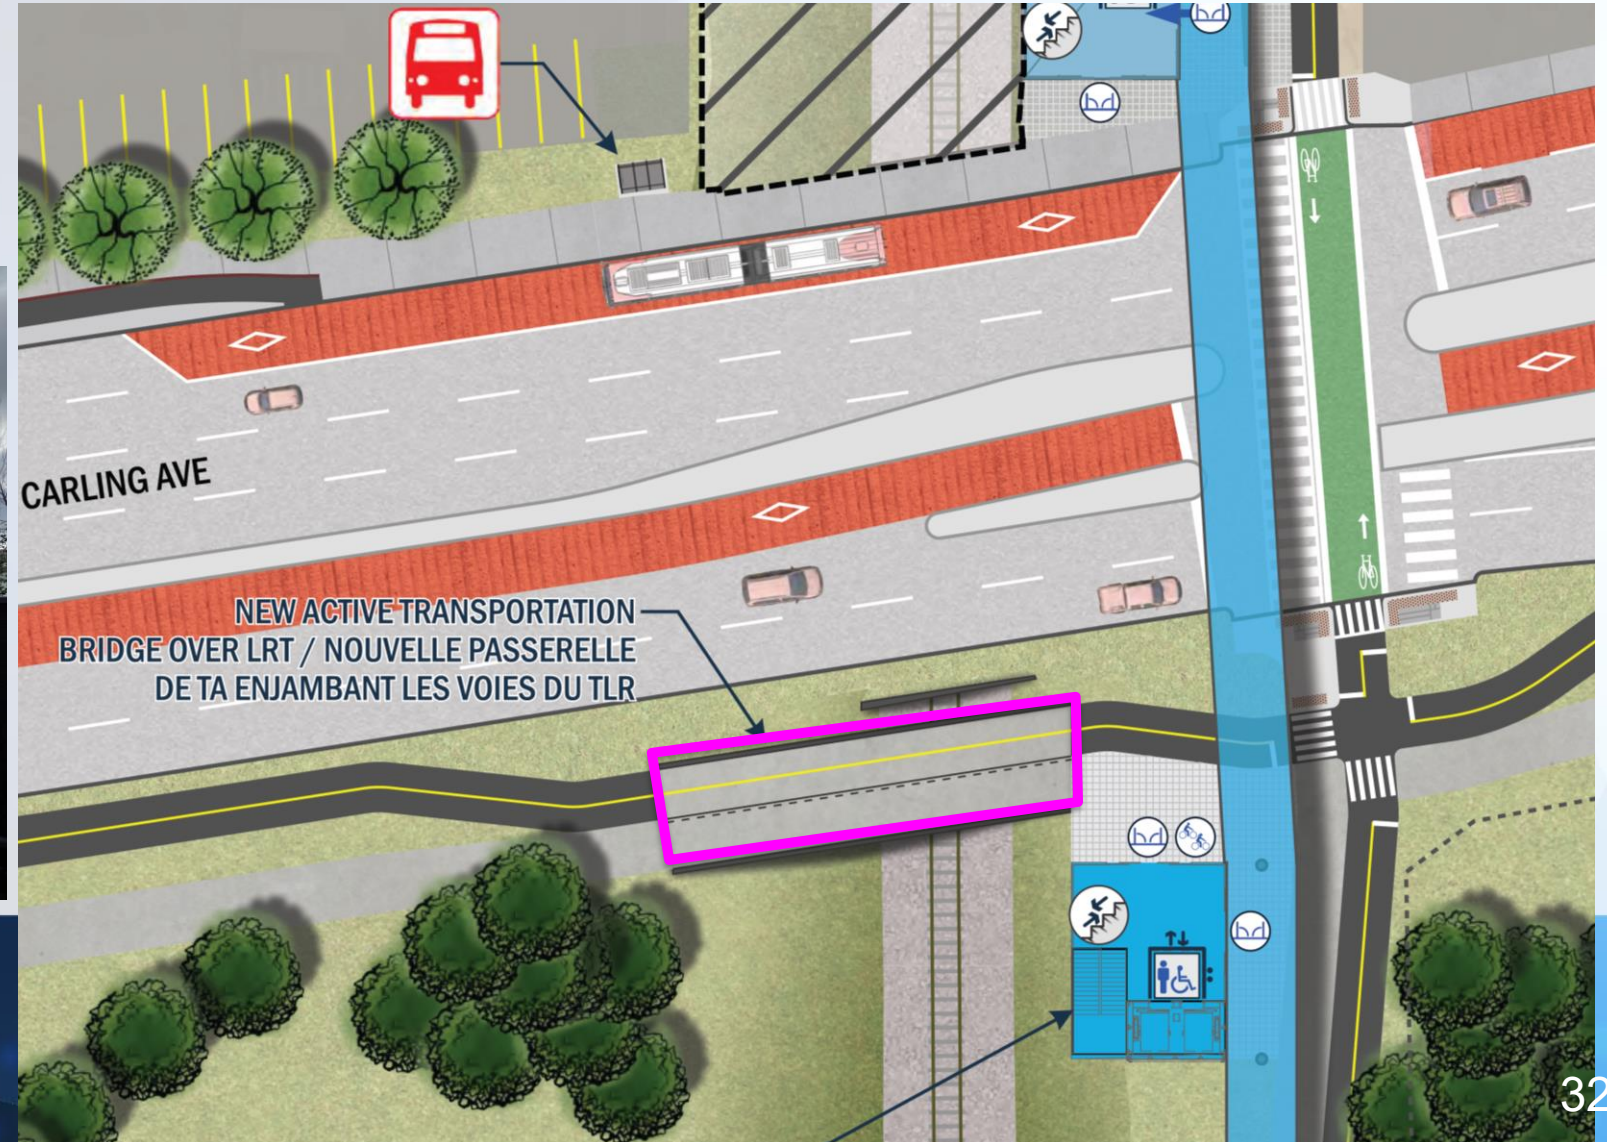 CARLING AVE
NEW ACTIVE TRANSPORTATION
BRIDGE OVER LRT / NOUVELLE PASSERELLE
DE TA ENJAMBANT LES VOIES DU TLR
32